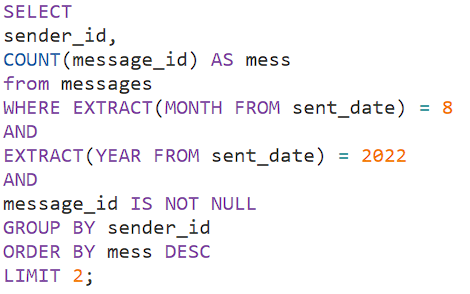 SELECT
sender_id,
COUNT(message_id) AS mess
from messages
WHERE EXTRACT(MONTH FROM sent_date) = 8
AND
EXTRACT(YEAR FROM sent_date) = 2022
AND
message_id IS NOT NULL
GROUP BY sender_id
ORDER BY mess DESC
LIMIT 2;